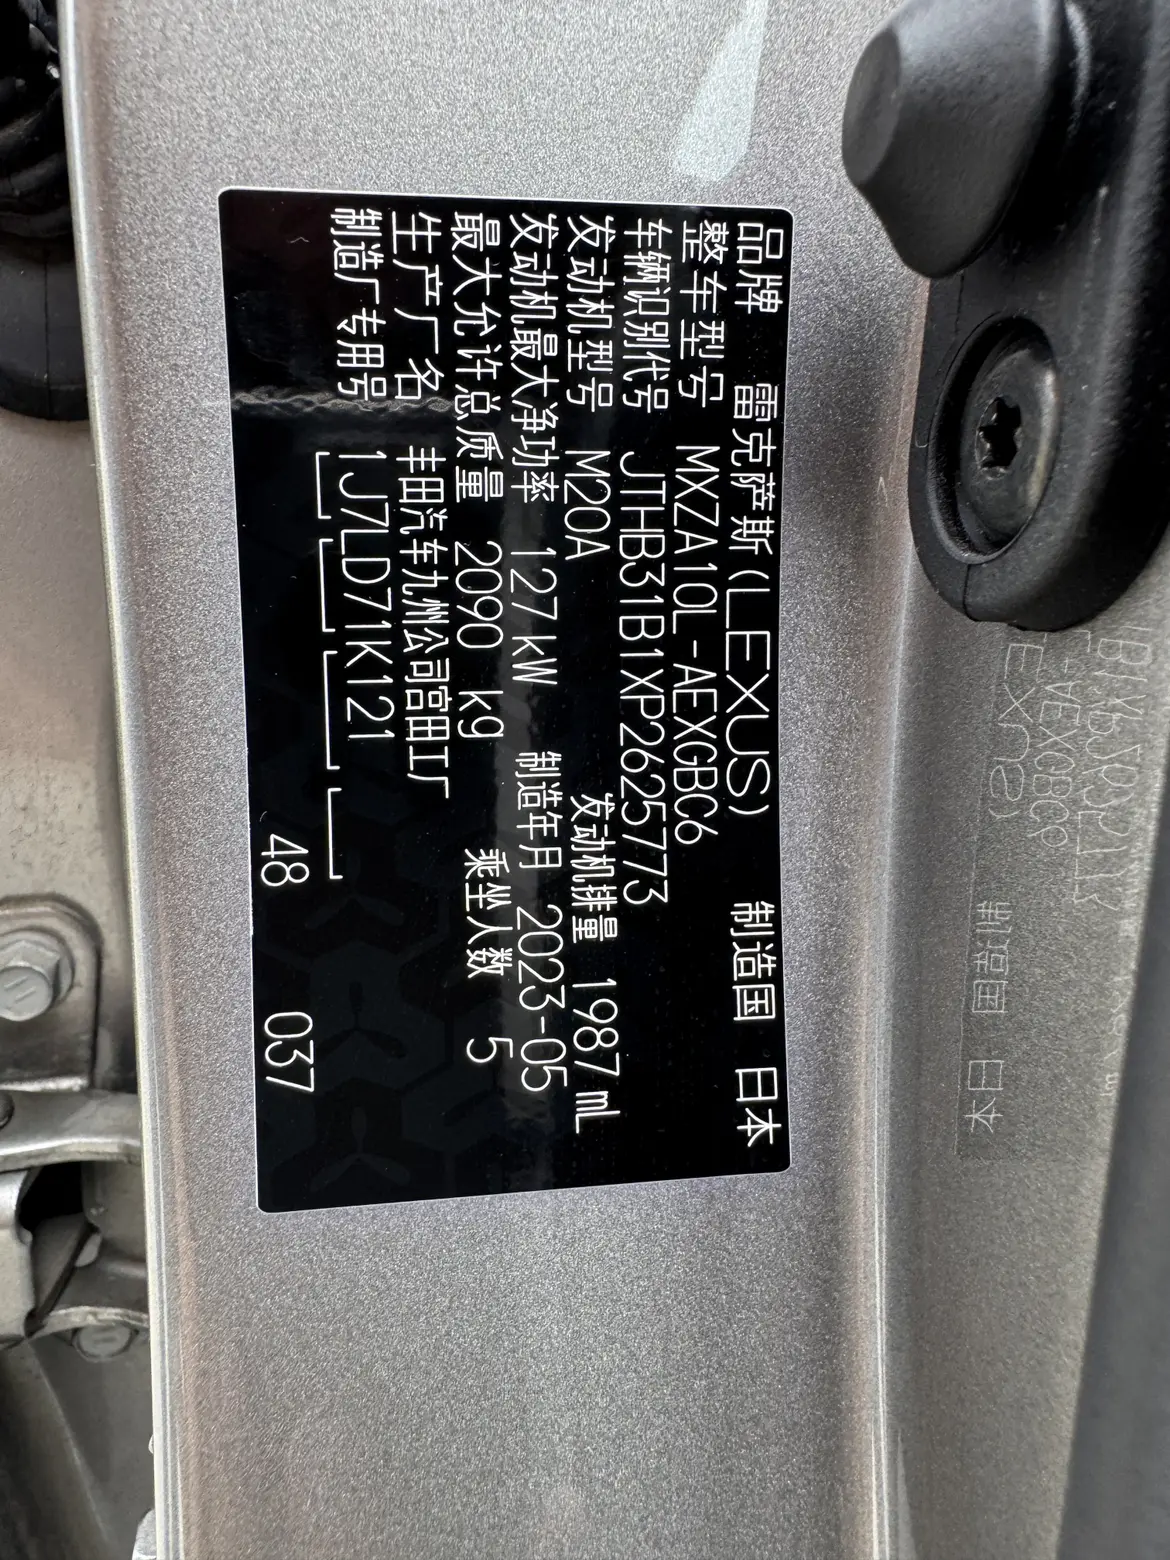 品牌 雷克萨斯(LEXUS) 制造国 日本
整车型号 MXZA10L-AEXGBC6
车辆识别代号 JTHB31B1XP2625773
发动机型号 M20A 发动机排量 1987 mL
发动机最大净功率 127 kW 制造年月 2023-05
最大允许总质量 2090 kg 乘坐人数 5
生产厂名 丰田汽车九州公司宫田工厂
制造厂专用号 1J7LD71K121
48 037